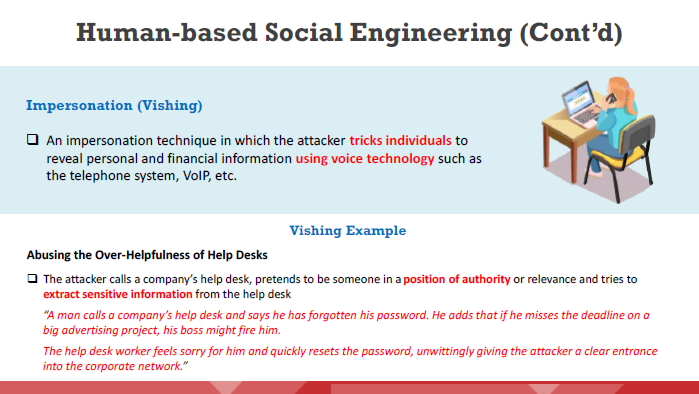 Human-based Social Engineering (Cont’d)
Impersonation (Vishing)
❑ An impersonation technique in which the attacker tricks individuals to
reveal personal and financial information using voice technology such as
the telephone system, VoIP, etc.
Vishing Example
Abusing the Over-Helpfulness of Help Desks
❑ The attacker calls a company’s help desk, pretends to be someone in a position of authority or relevance and tries to
extract sensitive information from the help desk
“A man calls a company’s help desk and says he has forgotten his password. He adds that if he misses the deadline on a
big advertising project, his boss might fire him.
The help desk worker feels sorry for him and quickly resets the password, unwittingly giving the attacker a clear entrance
into the corporate network.”